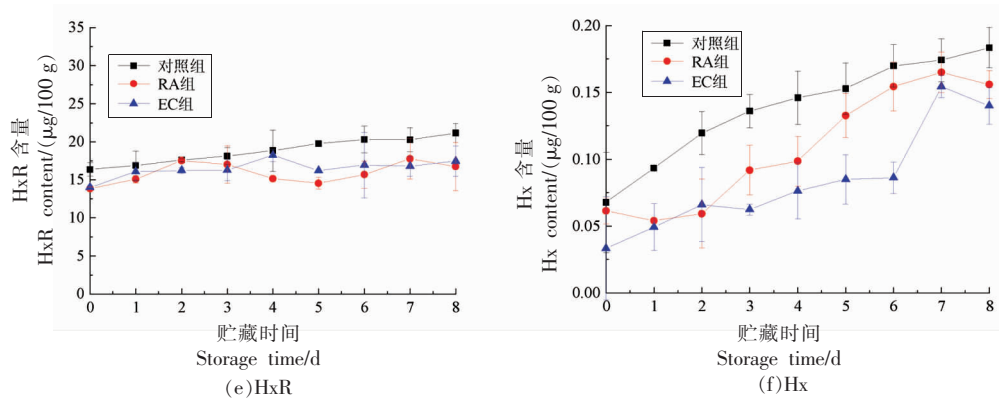 35
30
25
20
15
10
5
0
HxR 含量
HxR content/(μg/100 g)
对照组
RA组
EC组
0 1 2 3 4 5 6 7 8
贮藏时间
Storage time/d
(e)HxR
0.20
0.15
0.10
0.05
0.00
Hx 含量
Hx content/(μg/100 g)
对照组
RA组
EC组
0 1 2 3 4 5 6 7 8
贮藏时间
Storage time/d
(f)Hx